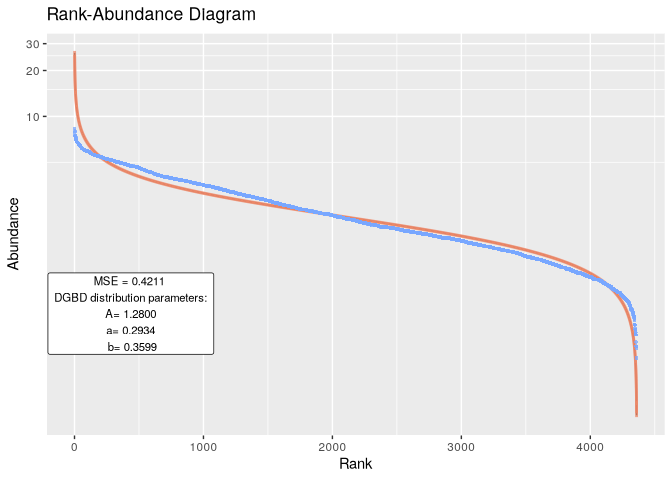 Rank-Abundance Diagram
30
20
10
Abundance
MSE = 0.4211
DGBD distribution parameters:
A= 1.2800
a= 0.2934
b= 0.3599
0 1000 2000 3000 4000
Rank